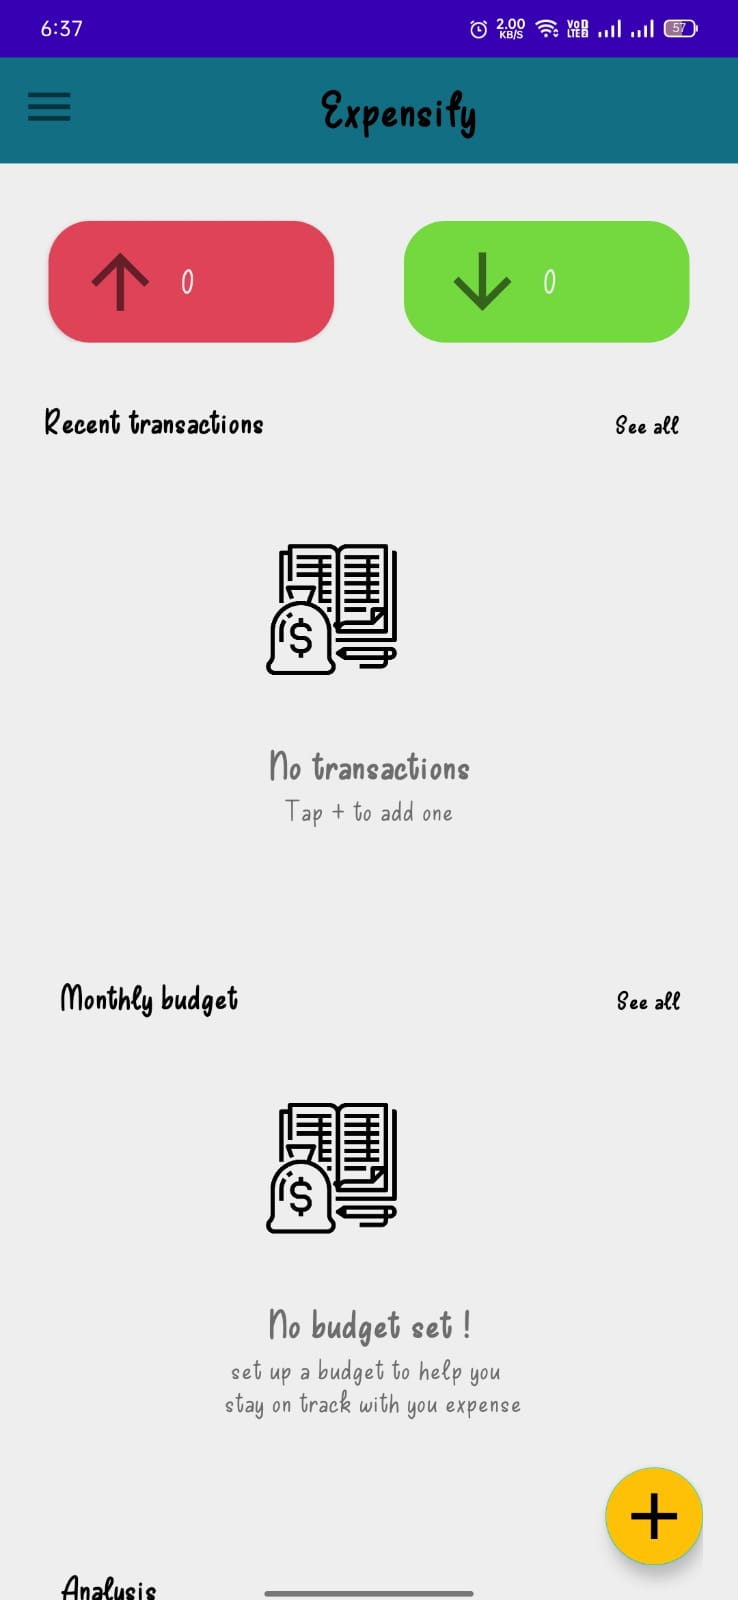 6:37
2.00
KB/S
VoD
LTE2
57
Expensify
0
0
Recent transactions
See all
$
No transactions
Tap + to add one
Monthly budget
See all
$
No budget set !
set up a budget to help you
stay on track with you expense
Analysis